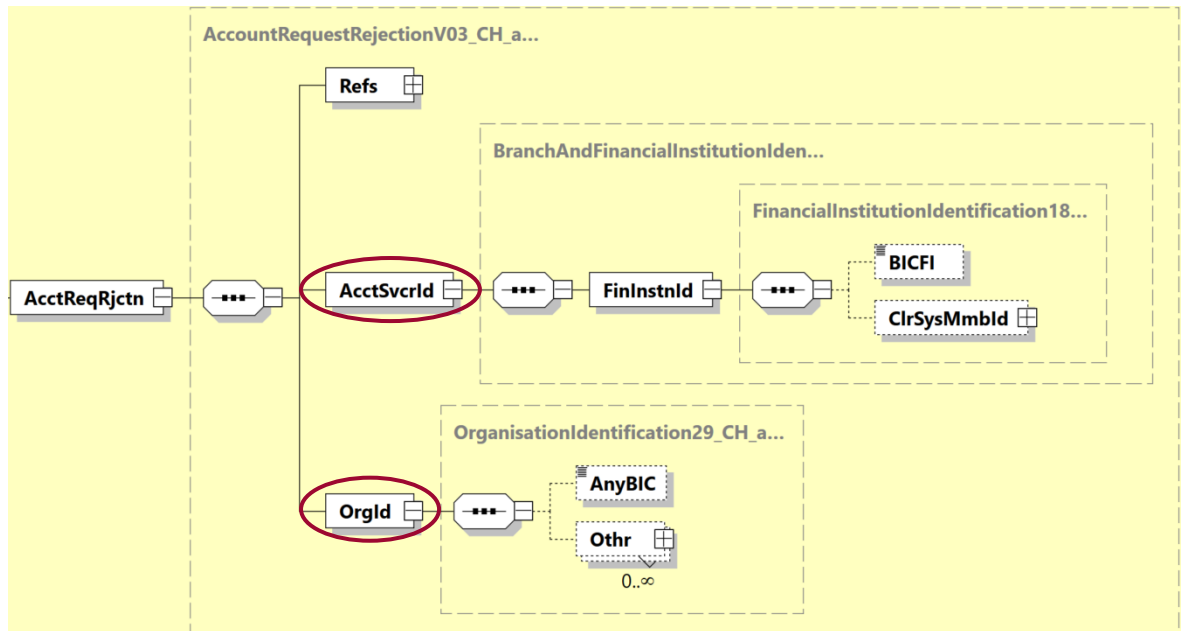 AccountRequestRejectionV03_CH_a...
Refs
BranchAndFinancialInstitutionIden...
FinancialInstitutionIdentification18...
BICFI
AcctReqRjctn
AcctSvcrId
FinInstnId
ClrSysMmbId
OrganisationIdentification29_CH_a...
AnyBIC
OrgId
Othr
0..∞